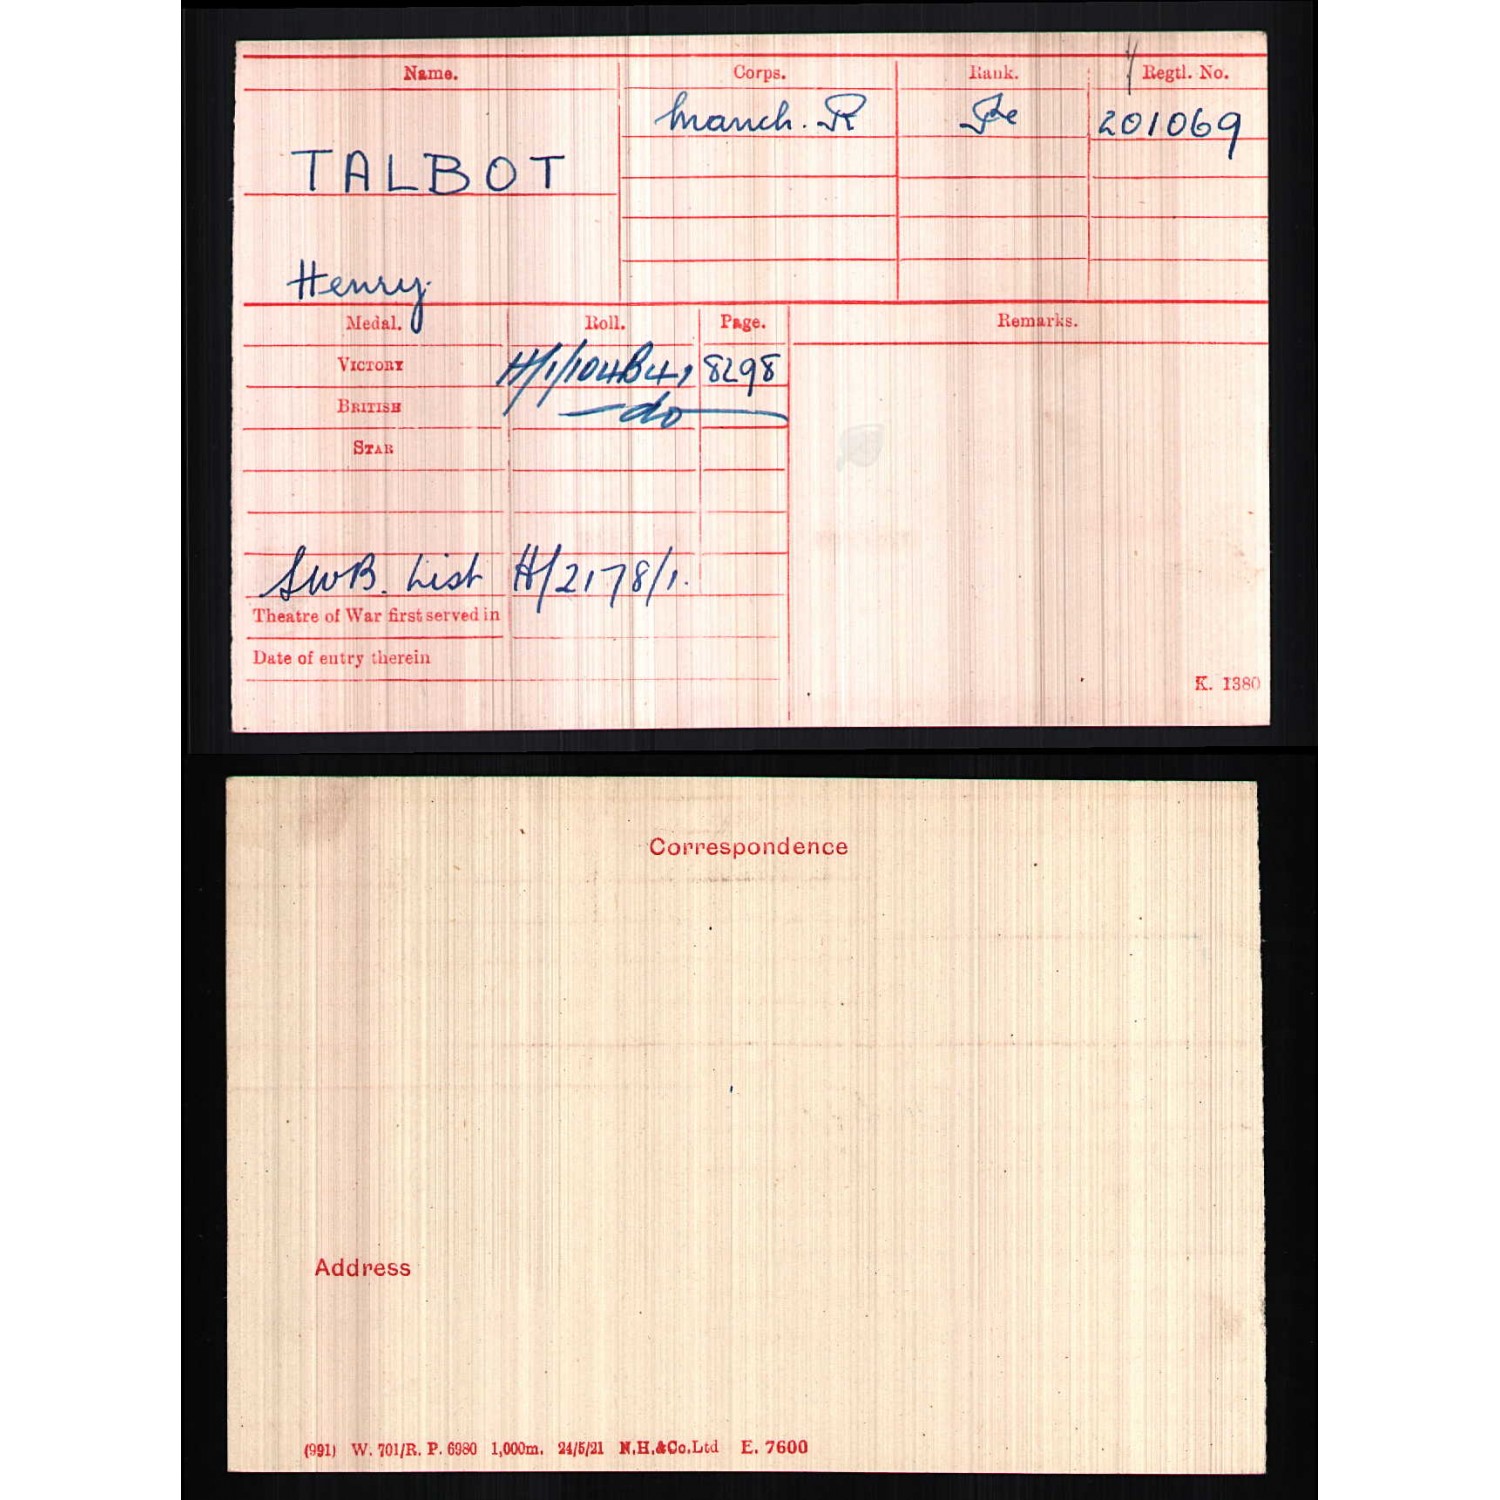 Name. Corps. Rank. Regtl. No.
Manch. R Pte 201069
TALBOT
Henry
Medal. Roll. Page. Remarks.
VICTORY H/1/104B41 8298
BRITISH do
STAR
SWB. List H/2178/1.
Theatre of War first served in
Date of entry therein
K. 1380
Correspondence
Address
(991) W. 701/R. P. 6980 1,000m. 24/5/21 N.H.&Co.Ltd E. 7600